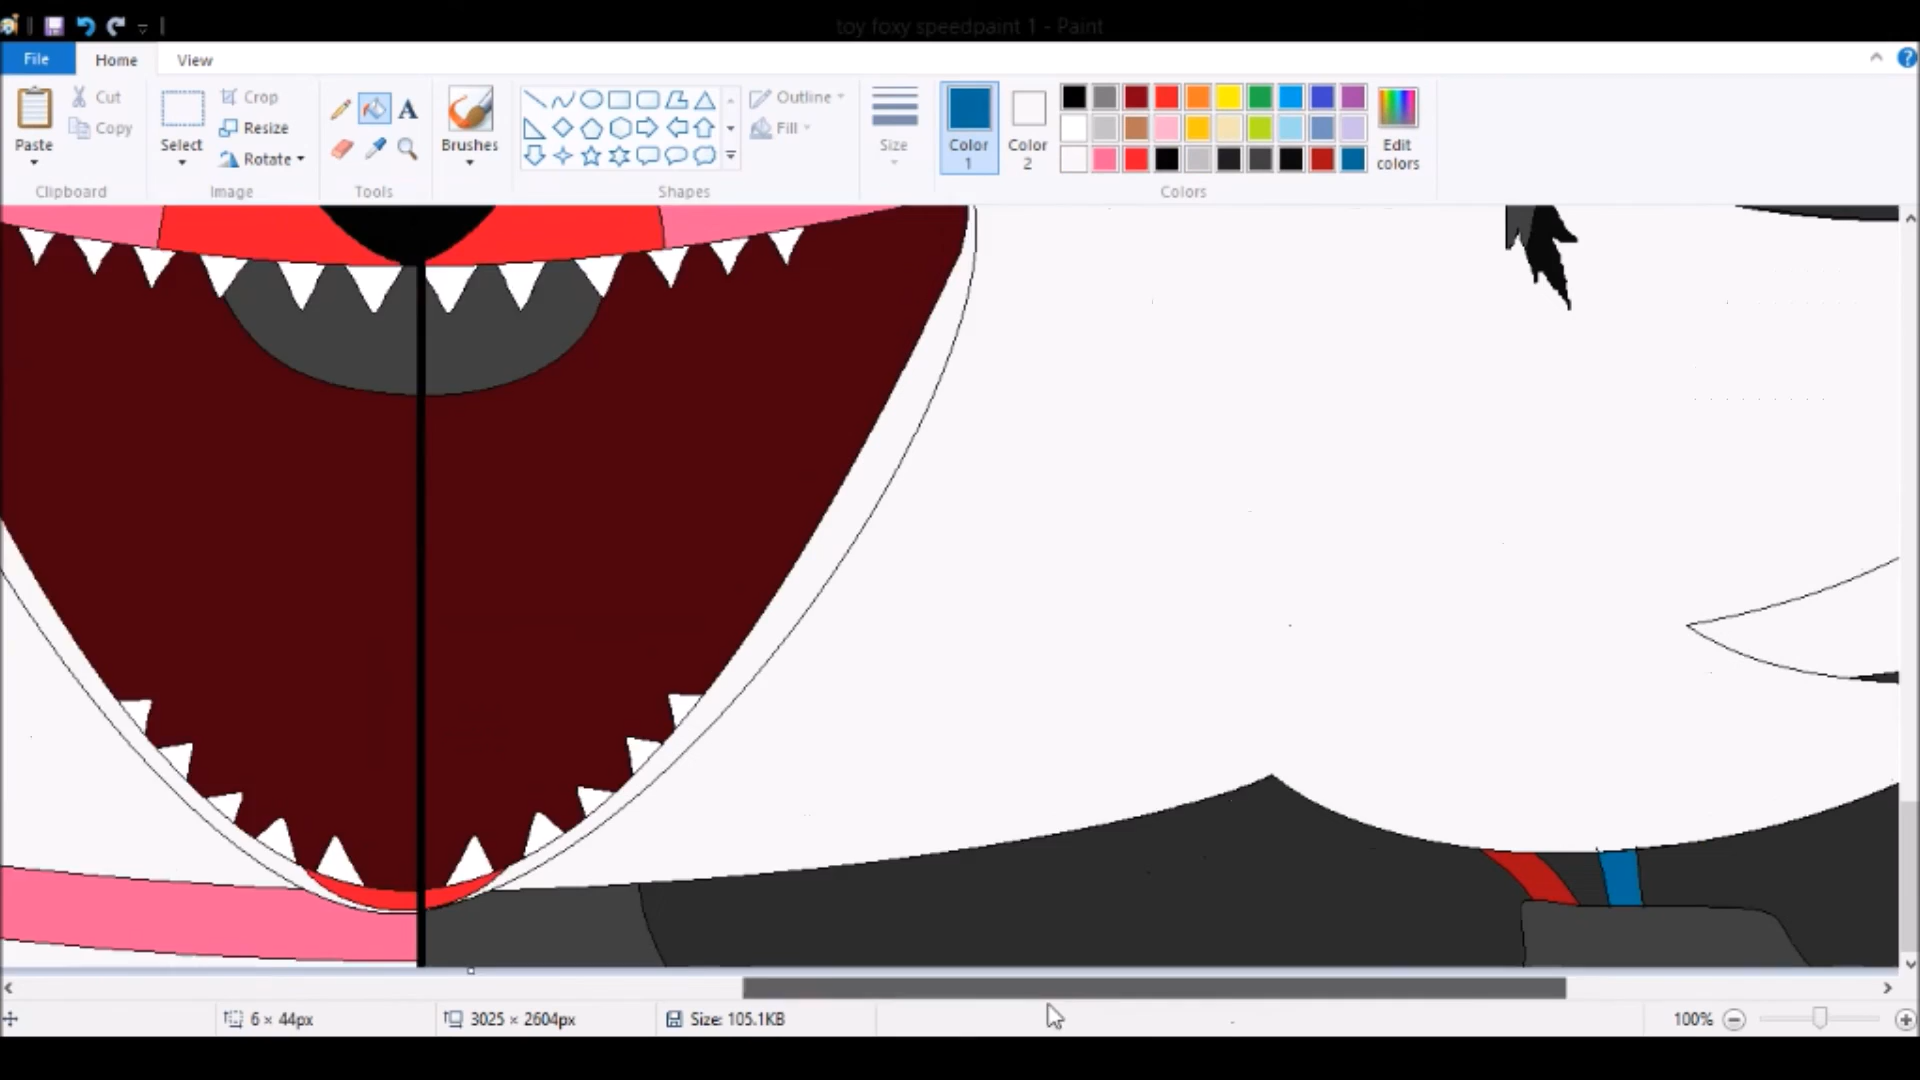 toy foxy speedpaint 1 - Paint
File Home View
Paste
Cut
Copy
Clipboard
Select
Crop
Resize
Rotate
Image
A
Tools
Brushes
Outline
Fill
Shapes
Size
Color
1
Color
2
Edit
colors
Colors
6 × 44px
3025 × 2604px
Size: 105.1KB
100%